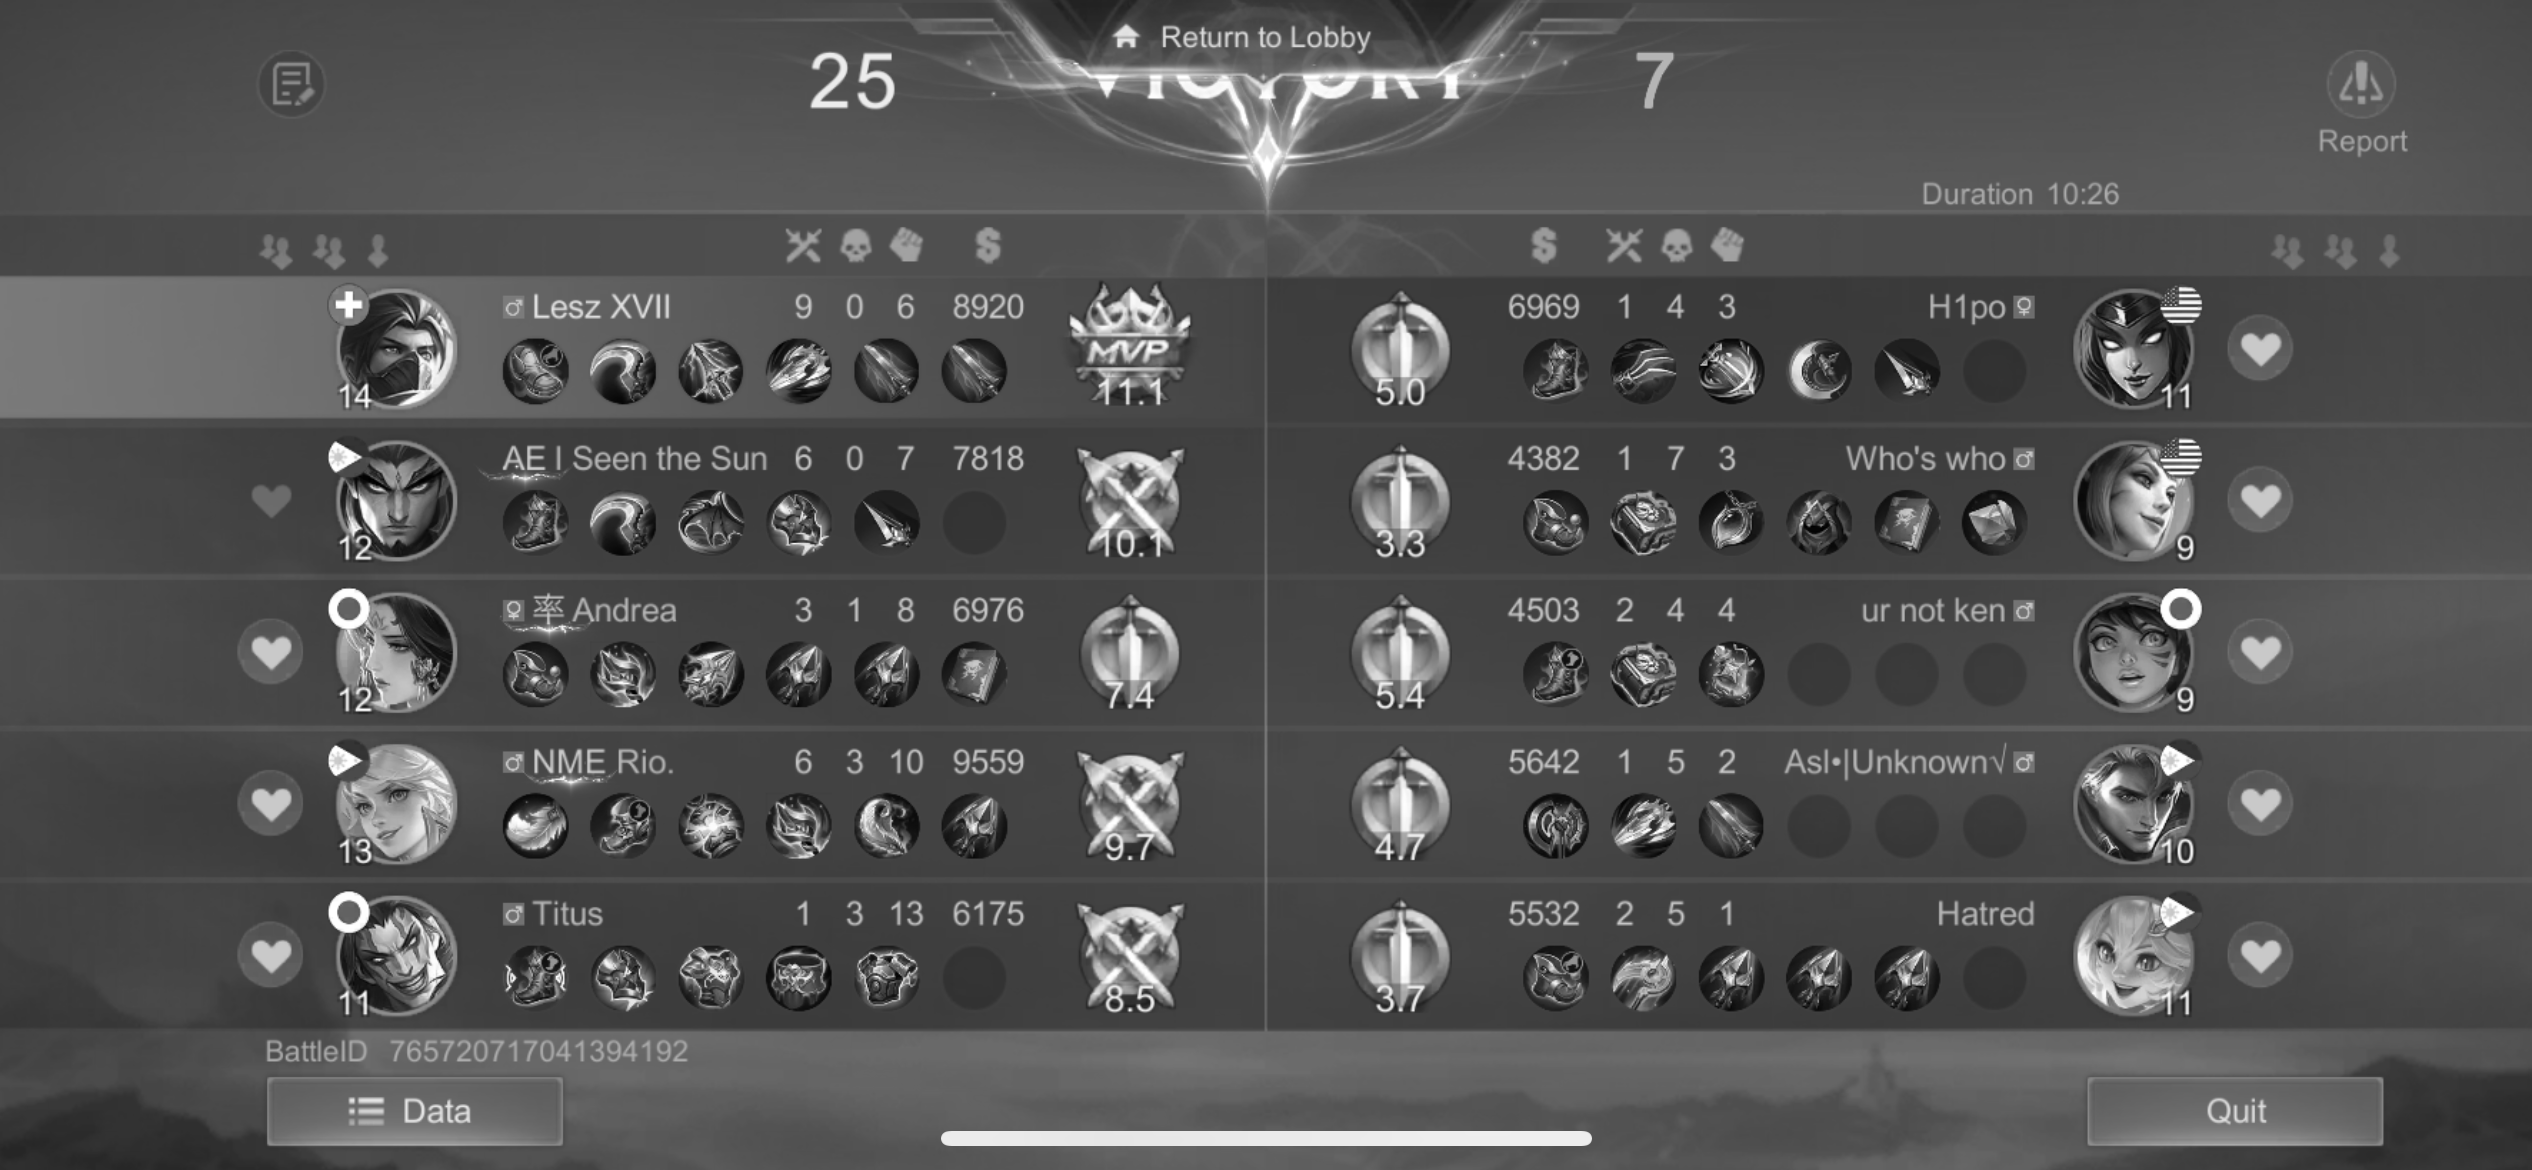 Return to Lobby
25 VICTORY 7
Report
Duration 10:26
Lesz XVII 9 0 6 8920
14
MVP
11.1
5.0
6969 1 4 3 H1po
11
AE I Seen the Sun 6 0 7 7818
12
10.1
3.3
4382 1 7 3 Who's who
9
率 Andrea 3 1 8 6976
12
7.4
5.4
4503 2 4 4 ur not ken
9
NME Rio. 6 3 10 9559
13
9.7
4.7
5642 1 5 2 Asl•|Unknown√
10
Titus 1 3 13 6175
11
8.5
3.7
5532 2 5 1 Hatred
11
BattleID 765720717041394192
Data
Quit